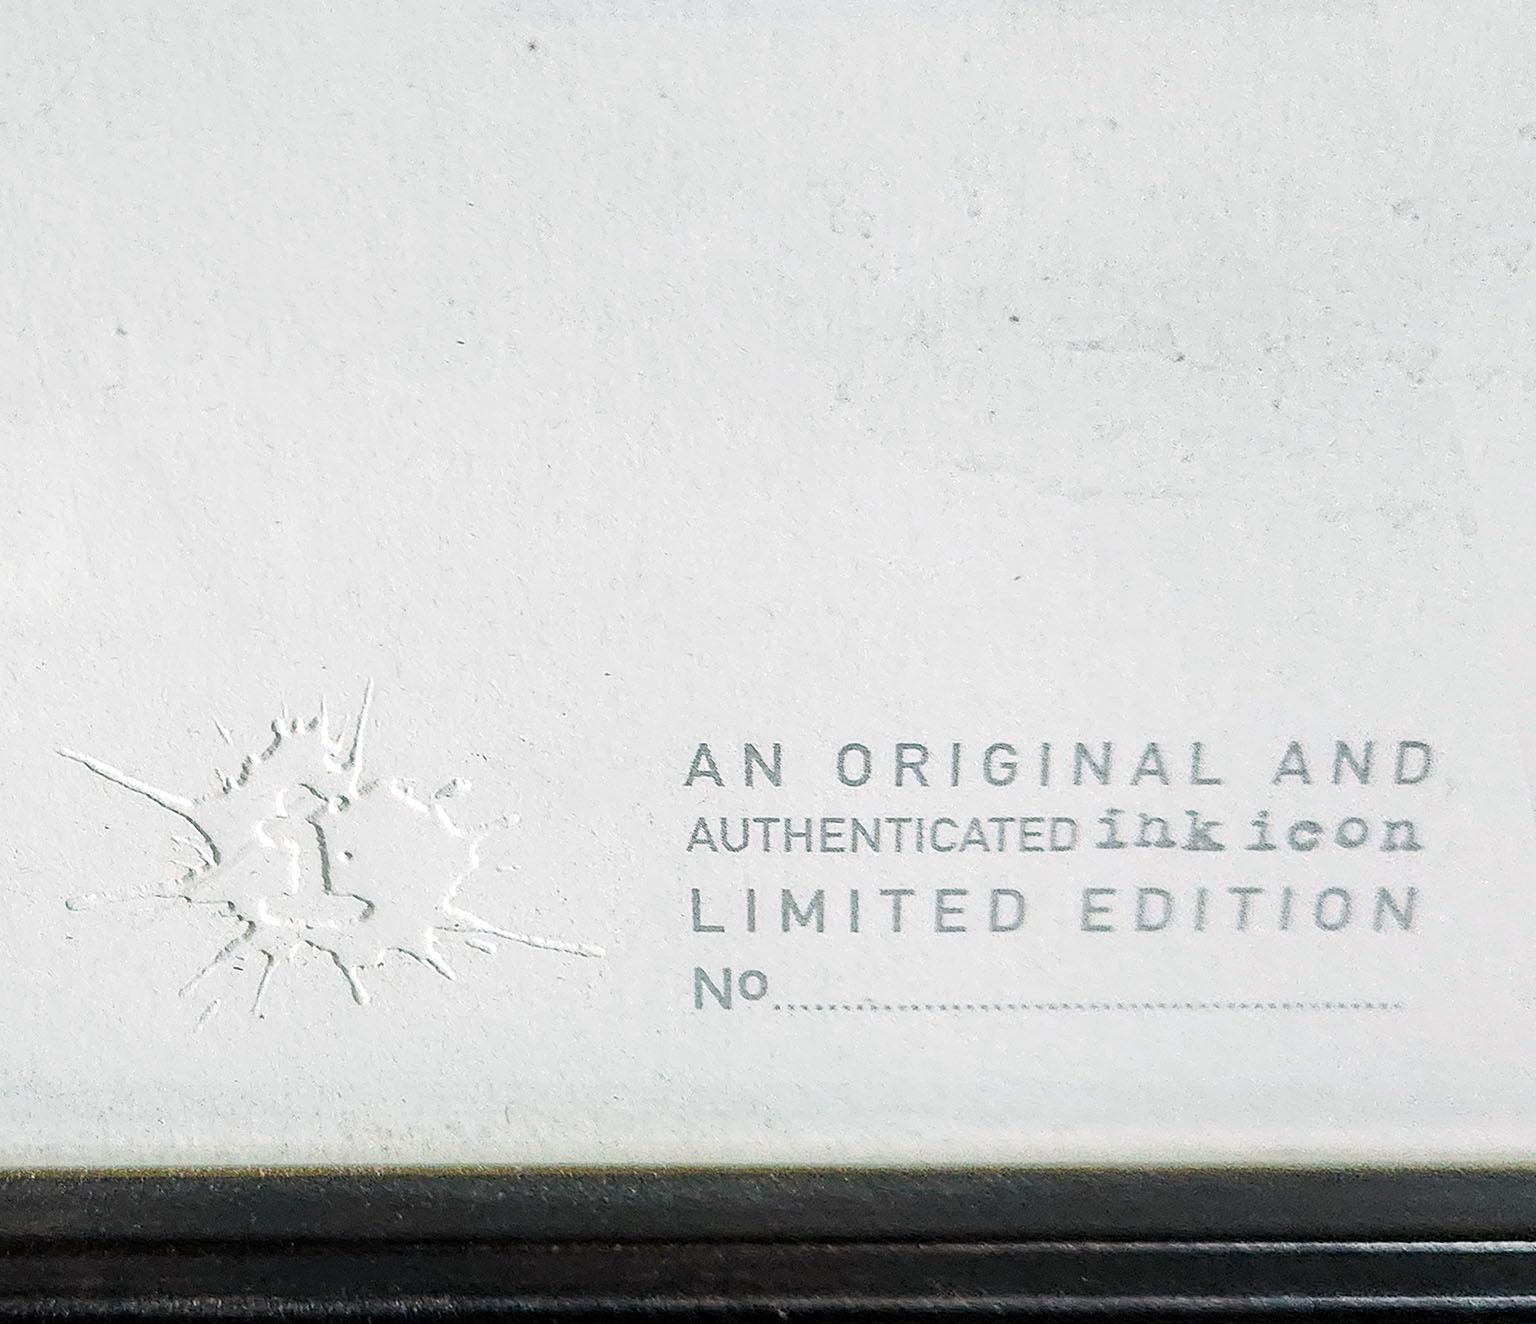 AN ORIGINAL AND
AUTHENTICATED ink icon
LIMITED EDITION
No